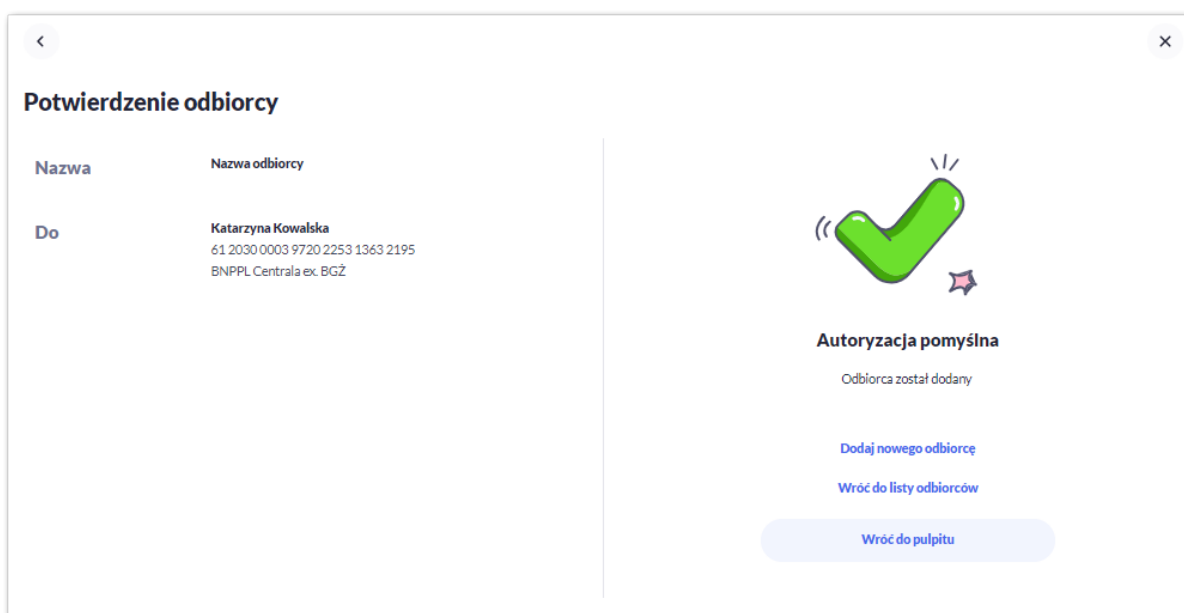 Potwierdzenie odbiorcy
Nazwa
Nazwa odbiorcy
Do
Katarzyna Kowalska
61 2030 0003 9720 2253 1363 2195
BNPPL Centrala ex. BGŻ
Autoryzacja pomyślna
Odbiorca został dodany
Dodaj nowego odbiorcę
Wróć do listy odbiorców
Wróć do pulpitu